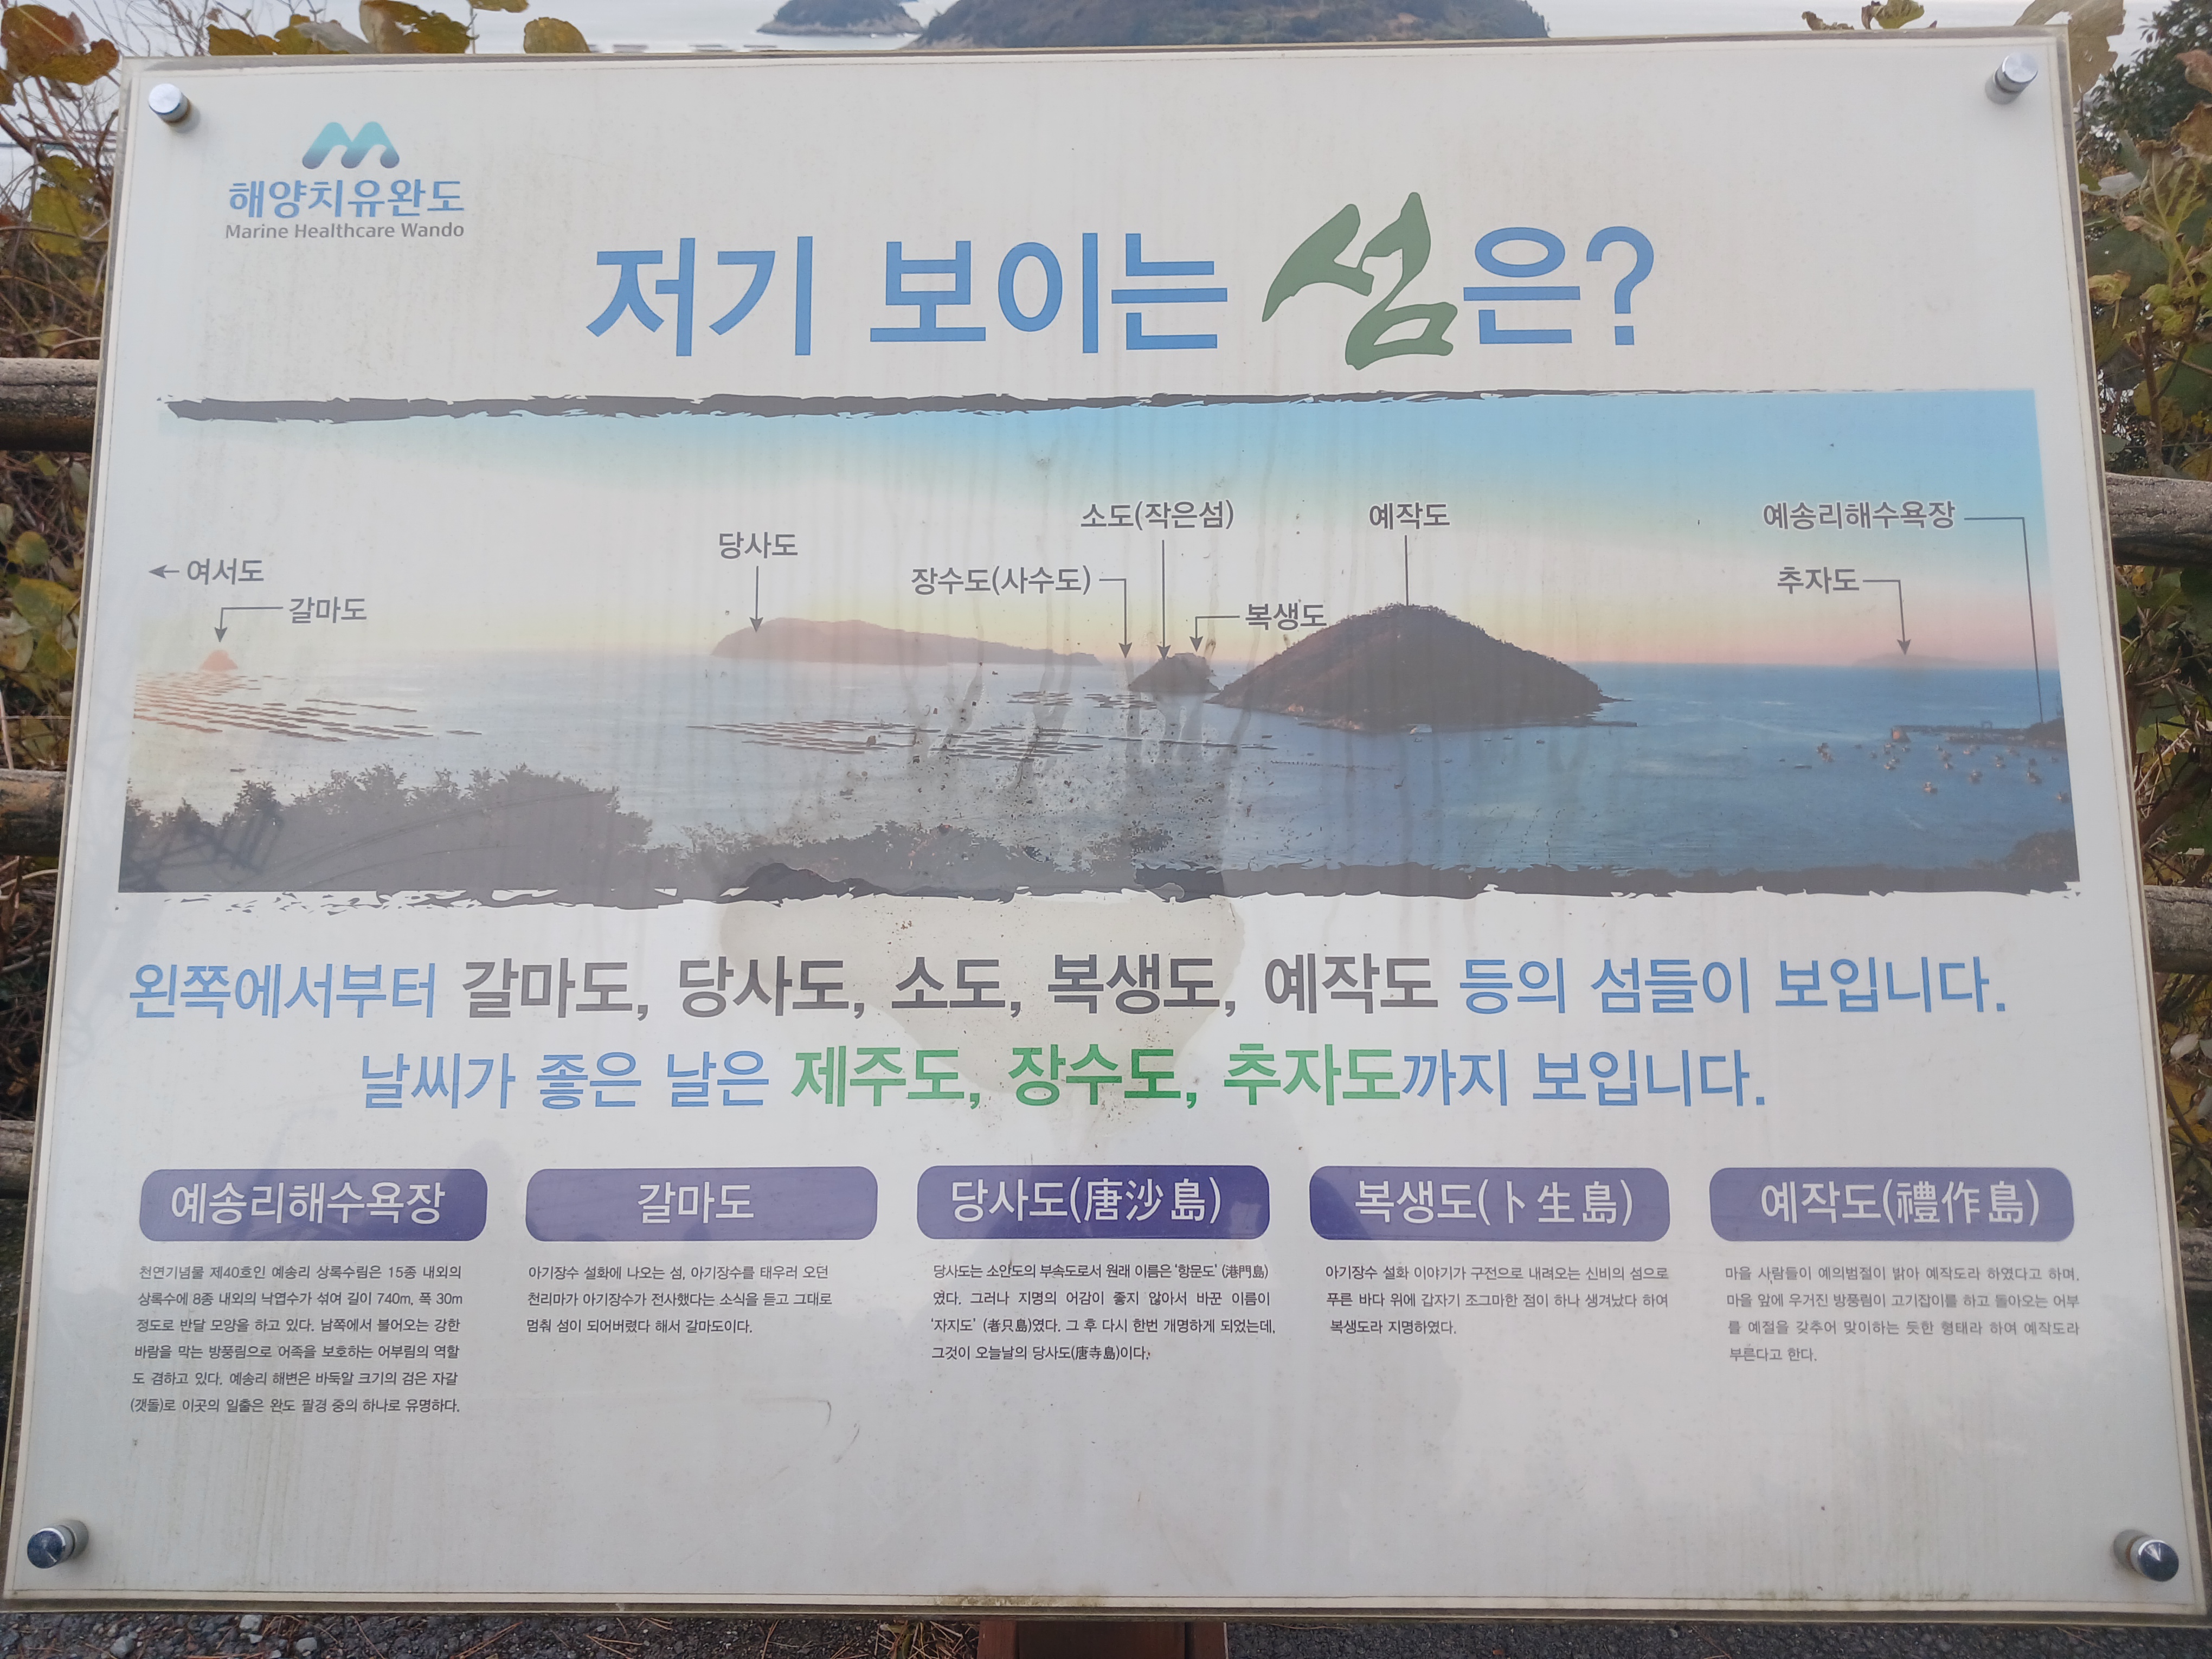 해양치유완도
Marine Healthcare Wando
저기 보이는 섬은?
소도(작은섬)
예작도
예송리해수욕장
당사도
여서도
장수도(사수도)
추자도
갈마도
복생도
왼쪽에서부터 갈마도, 당사도, 소도, 복생도, 예작도 등의 섬들이 보입니다.
날씨가 좋은 날은 제주도, 장수도, 추자도까지 보입니다.
예송리해수욕장
천연기념물 제40호인 예송리 상록수림은 15종 내외의
상록수에 8종 내외의 낙엽수가 섞여 길이 740m, 폭 30m
정도로 반달 모양을 하고 있다. 남쪽에서 불어오는 강한
바람을 막는 방풍림으로 어족을 보호하는 어부림의 역할
도 겸하고 있다. 예송리 해변은 바둑알 크기의 검은 자갈
(갯돌)로 이곳의 일출은 완도 팔경 중의 하나로 유명하다.
갈마도
아기장수 설화에 나오는 섬, 아기장수를 태우러 오던
천리마가 아기장수가 전사했다는 소식을 듣고 그대로
멈춰 섬이 되어버렸다 해서 갈마도이다.
당사도(唐沙島)
당사도는 소안도의 부속도로서 원래 이름은 '항문도' (港門島)
였다. 그러나 지명의 어감이 좋지 않아서 바꾼 이름이
'자지도' (者只島)였다. 그 후 다시 한번 개명하게 되었는데,
그것이 오늘날의 당사도(唐寺島)이다.
복생도(卜生島)
아기장수 설화 이야기가 구전으로 내려오는 신비의 섬으로
푸른 바다 위에 갑자기 조그마한 점이 하나 생겨났다 하여
복생도라 지명하였다.
예작도(禮作島)
마을 사람들이 예의범절이 밝아 예작도라 하였다고 하며,
마을 앞에 우거진 방풍림이 고기잡이를 하고 돌아오는 어부
를 예절을 갖추어 맞이하는 듯한 형태라 하여 예작도라
부른다고 한다.